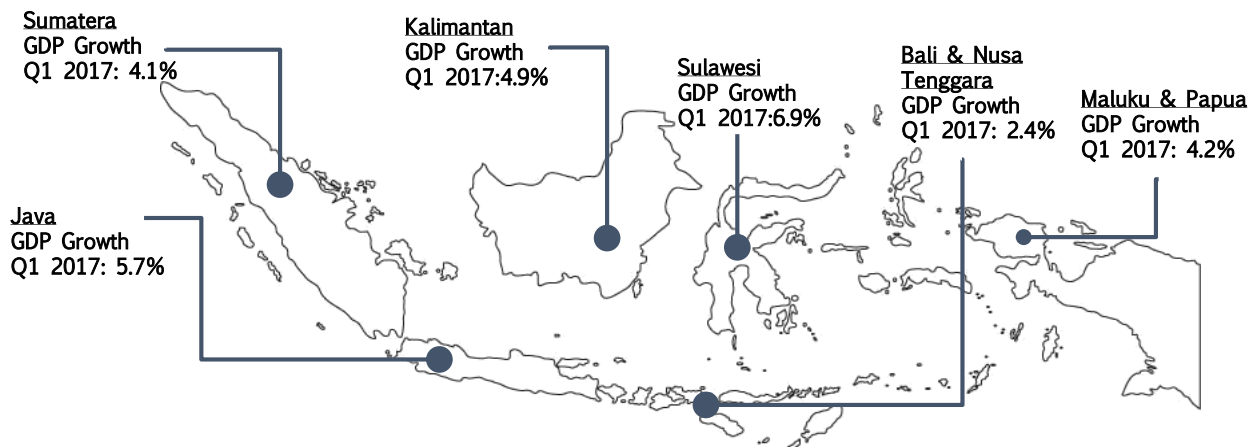 Sumatera
GDP Growth
Q1 2017: 4.1%
Kalimantan
GDP Growth
Q1 2017:4.9%
Sulawesi
GDP Growth
Q1 2017:6.9%
Bali & Nusa
Tenggara
GDP Growth
Q1 2017: 2.4%
Maluku & Papua
GDP Growth
Q1 2017: 4.2%
Java
GDP Growth
Q1 2017: 5.7%